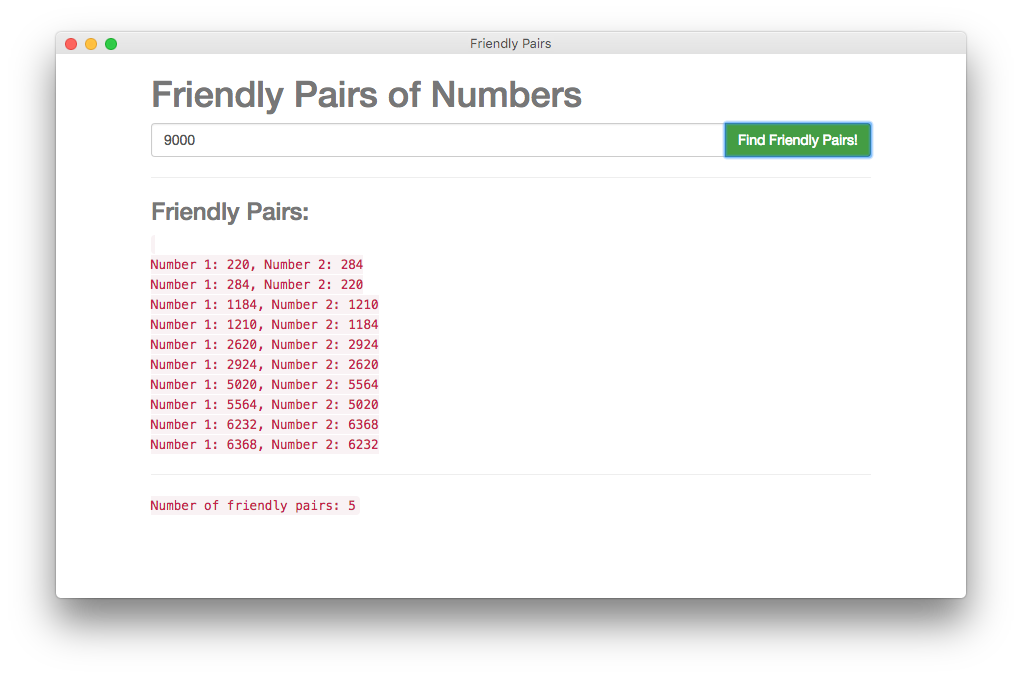 Friendly Pairs
Friendly Pairs of Numbers
9000
Find Friendly Pairs!
Friendly Pairs:
Number 1: 220, Number 2: 284
Number 1: 284, Number 2: 220
Number 1: 1184, Number 2: 1210
Number 1: 1210, Number 2: 1184
Number 1: 2620, Number 2: 2924
Number 1: 2924, Number 2: 2620
Number 1: 5020, Number 2: 5564
Number 1: 5564, Number 2: 5020
Number 1: 6232, Number 2: 6368
Number 1: 6368, Number 2: 6232
Number of friendly pairs: 5